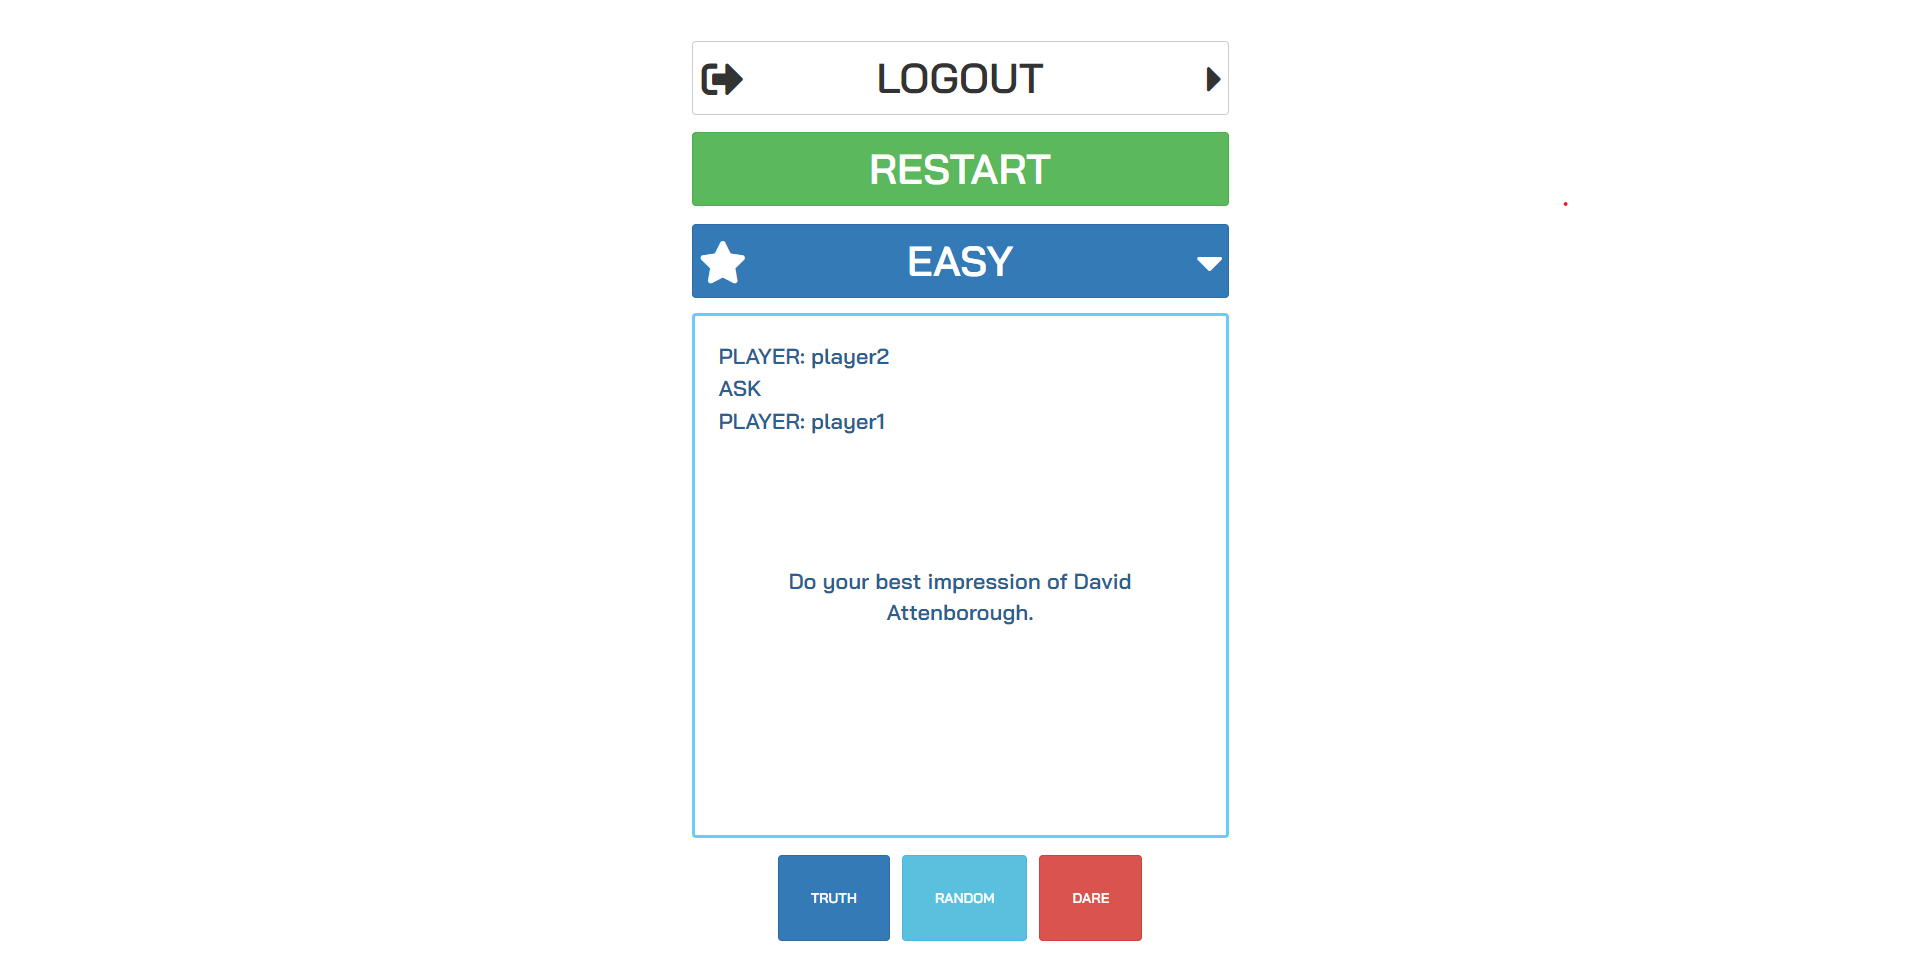 LOGOUT
RESTART
EASY
PLAYER: player2
ASK
PLAYER: player1
Do your best impression of David
Attenborough.
TRUTH
RANDOM
DARE